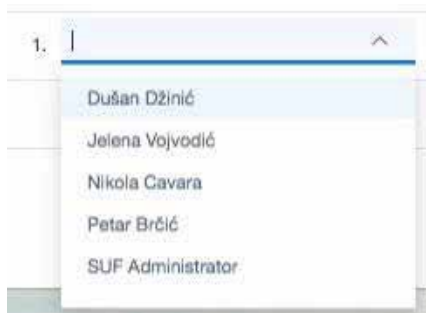 1.
Dušan Džinić
Jelena Vojvodić
Nikola Cavara
Petar Brčić
SUF Administrator